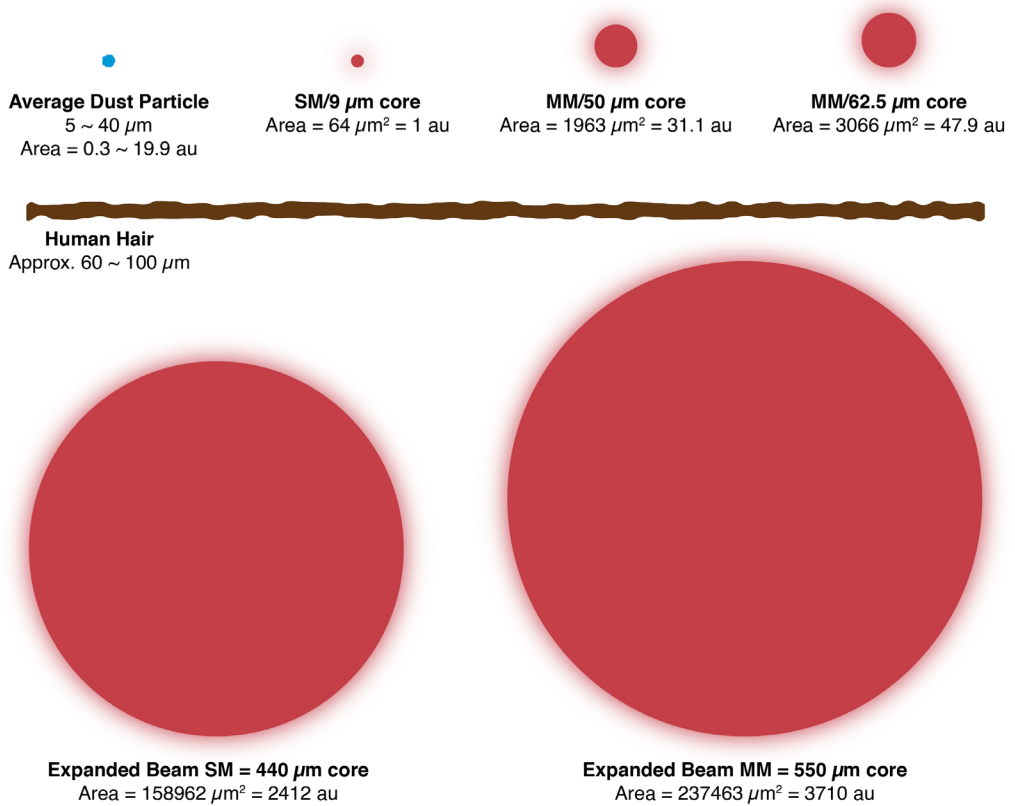 Average Dust Particle
5 ~ 40 µm
Area = 0.3 ~ 19.9 au
SM/9 µm core
Area = 64 µm² = 1 au
MM/50 µm core
Area = 1963 µm² = 31.1 au
MM/62.5 µm core
Area = 3066 µm² = 47.9 au
Human Hair
Approx. 60 ~ 100 µm
Expanded Beam SM = 440 µm core
Area = 158962 µm² = 2412 au
Expanded Beam MM = 550 µm core
Area = 237463 µm² = 3710 au